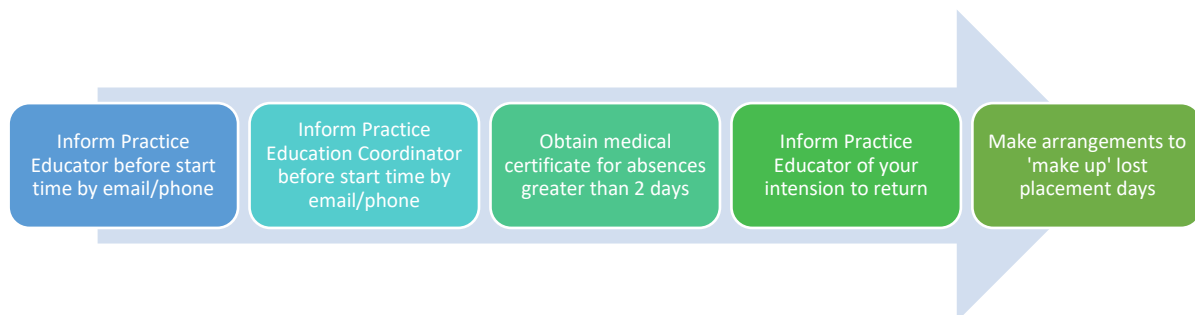 Inform Practice
Educator before start
time by email/phone
Inform Practice
Education Coordinator
before start time by
email/phone
Obtain medical
certificate for absences
greater than 2 days
Inform Practice
Educator of your
intension to return
Make arrangements to
'make up' lost
placement days